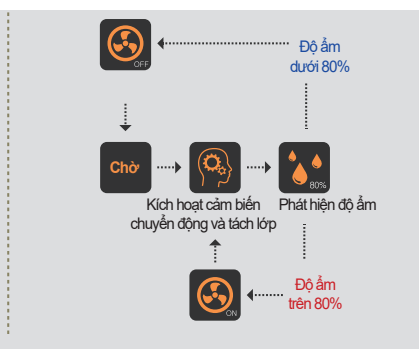 OFF
Độ ẩm
dưới 80%
Chờ
80%
Kích hoạt cảm biến
chuyển động và tách lớp
Phát hiện độ ẩm
ON
Độ ẩm
trên 80%